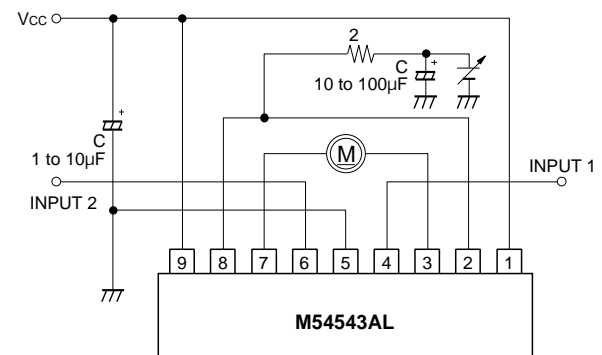 Vcc
2
+
C
10 to 100μF
+
C
1 to 10μF
M
INPUT 1
INPUT 2
9 8 7 6 5 4 3 2 1
M54543AL